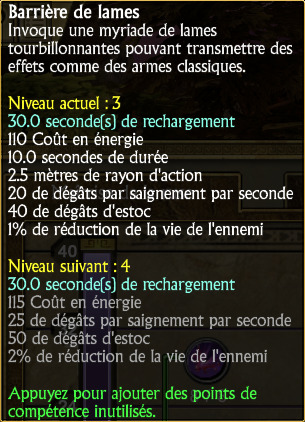 Barrière de lames
Invoque une myriade de lames
tourbillonnantes pouvant transmettre des
effets comme des armes classiques.
Niveau actuel : 3
30.0 seconde(s) de rechargement
110 Coût en énergie
10.0 secondes de durée
2.5 mètres de rayon d'action
20 de dégâts par saignement par seconde
40 de dégâts d'estoc
1% de réduction de la vie de l'ennemi
Niveau suivant : 4
30.0 seconde(s) de rechargement
115 Coût en énergie
25 de dégâts par saignement par seconde
50 de dégâts d'estoc
2% de réduction de la vie de l'ennemi
Appuyez pour ajouter des points de
compétence inutilisés.
40
24